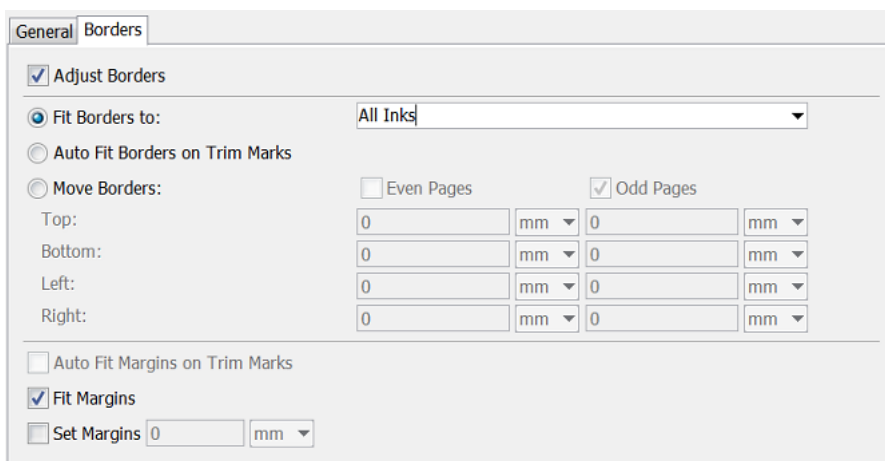 General Borders
Adjust Borders
Fit Borders to: All Inks
Auto Fit Borders on Trim Marks
Move Borders: Even Pages Odd Pages
Top: 0 mm 0 mm
Bottom: 0 mm 0 mm
Left: 0 mm 0 mm
Right: 0 mm 0 mm
Auto Fit Margins on Trim Marks
Fit Margins
Set Margins 0 mm